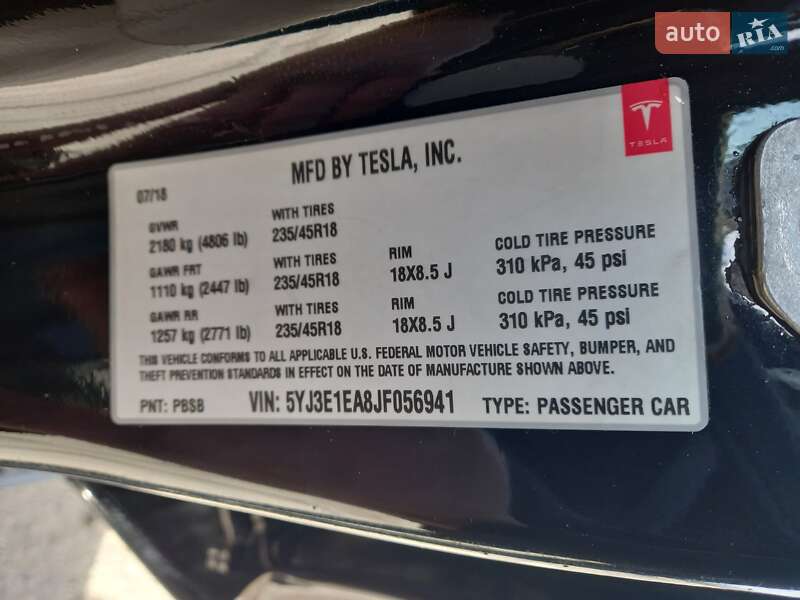 auto RIA.com
TESLA
MFD BY TESLA, INC.
07/18
GVWR WITH TIRES
2180 kg (4806 lb) 235/45R18
GAWR FRT WITH TIRES RIM COLD TIRE PRESSURE
1110 kg (2447 lb) 235/45R18 18X8.5 J 310 kPa, 45 psi
GAWR RR WITH TIRES RIM COLD TIRE PRESSURE
1257 kg (2771 lb) 235/45R18 18X8.5 J 310 kPa, 45 psi
THIS VEHICLE CONFORMS TO ALL APPLICABLE U.S. FEDERAL MOTOR VEHICLE SAFETY, BUMPER, AND
THEFT PREVENTION STANDARDS IN EFFECT ON THE DATE OF MANUFACTURE SHOWN ABOVE.
PNT: PBSB VIN: 5YJ3E1EA8JF056941 TYPE: PASSENGER CAR